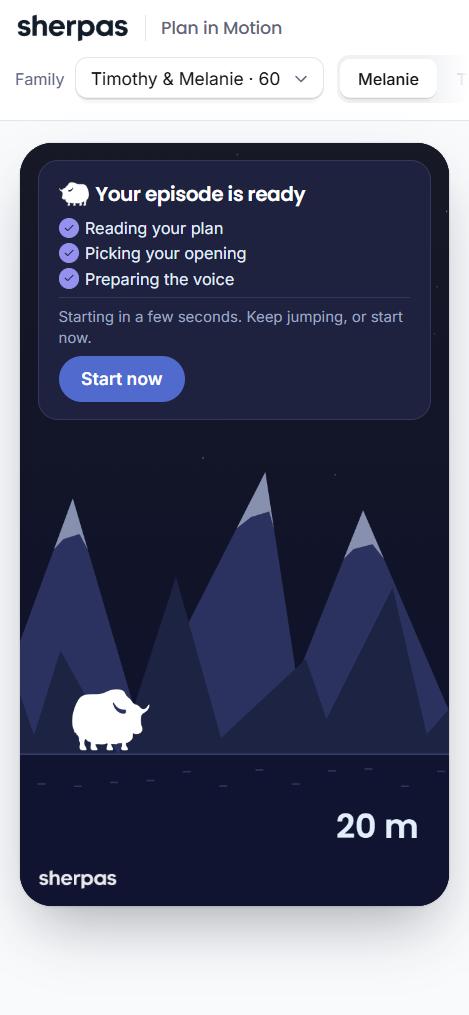 sherpas
Plan in Motion
Family
Timothy & Melanie · 60
Melanie
T
Your episode is ready
Reading your plan
Picking your opening
Preparing the voice
Starting in a few seconds. Keep jumping, or start
now.
Start now
20 m
sherpas